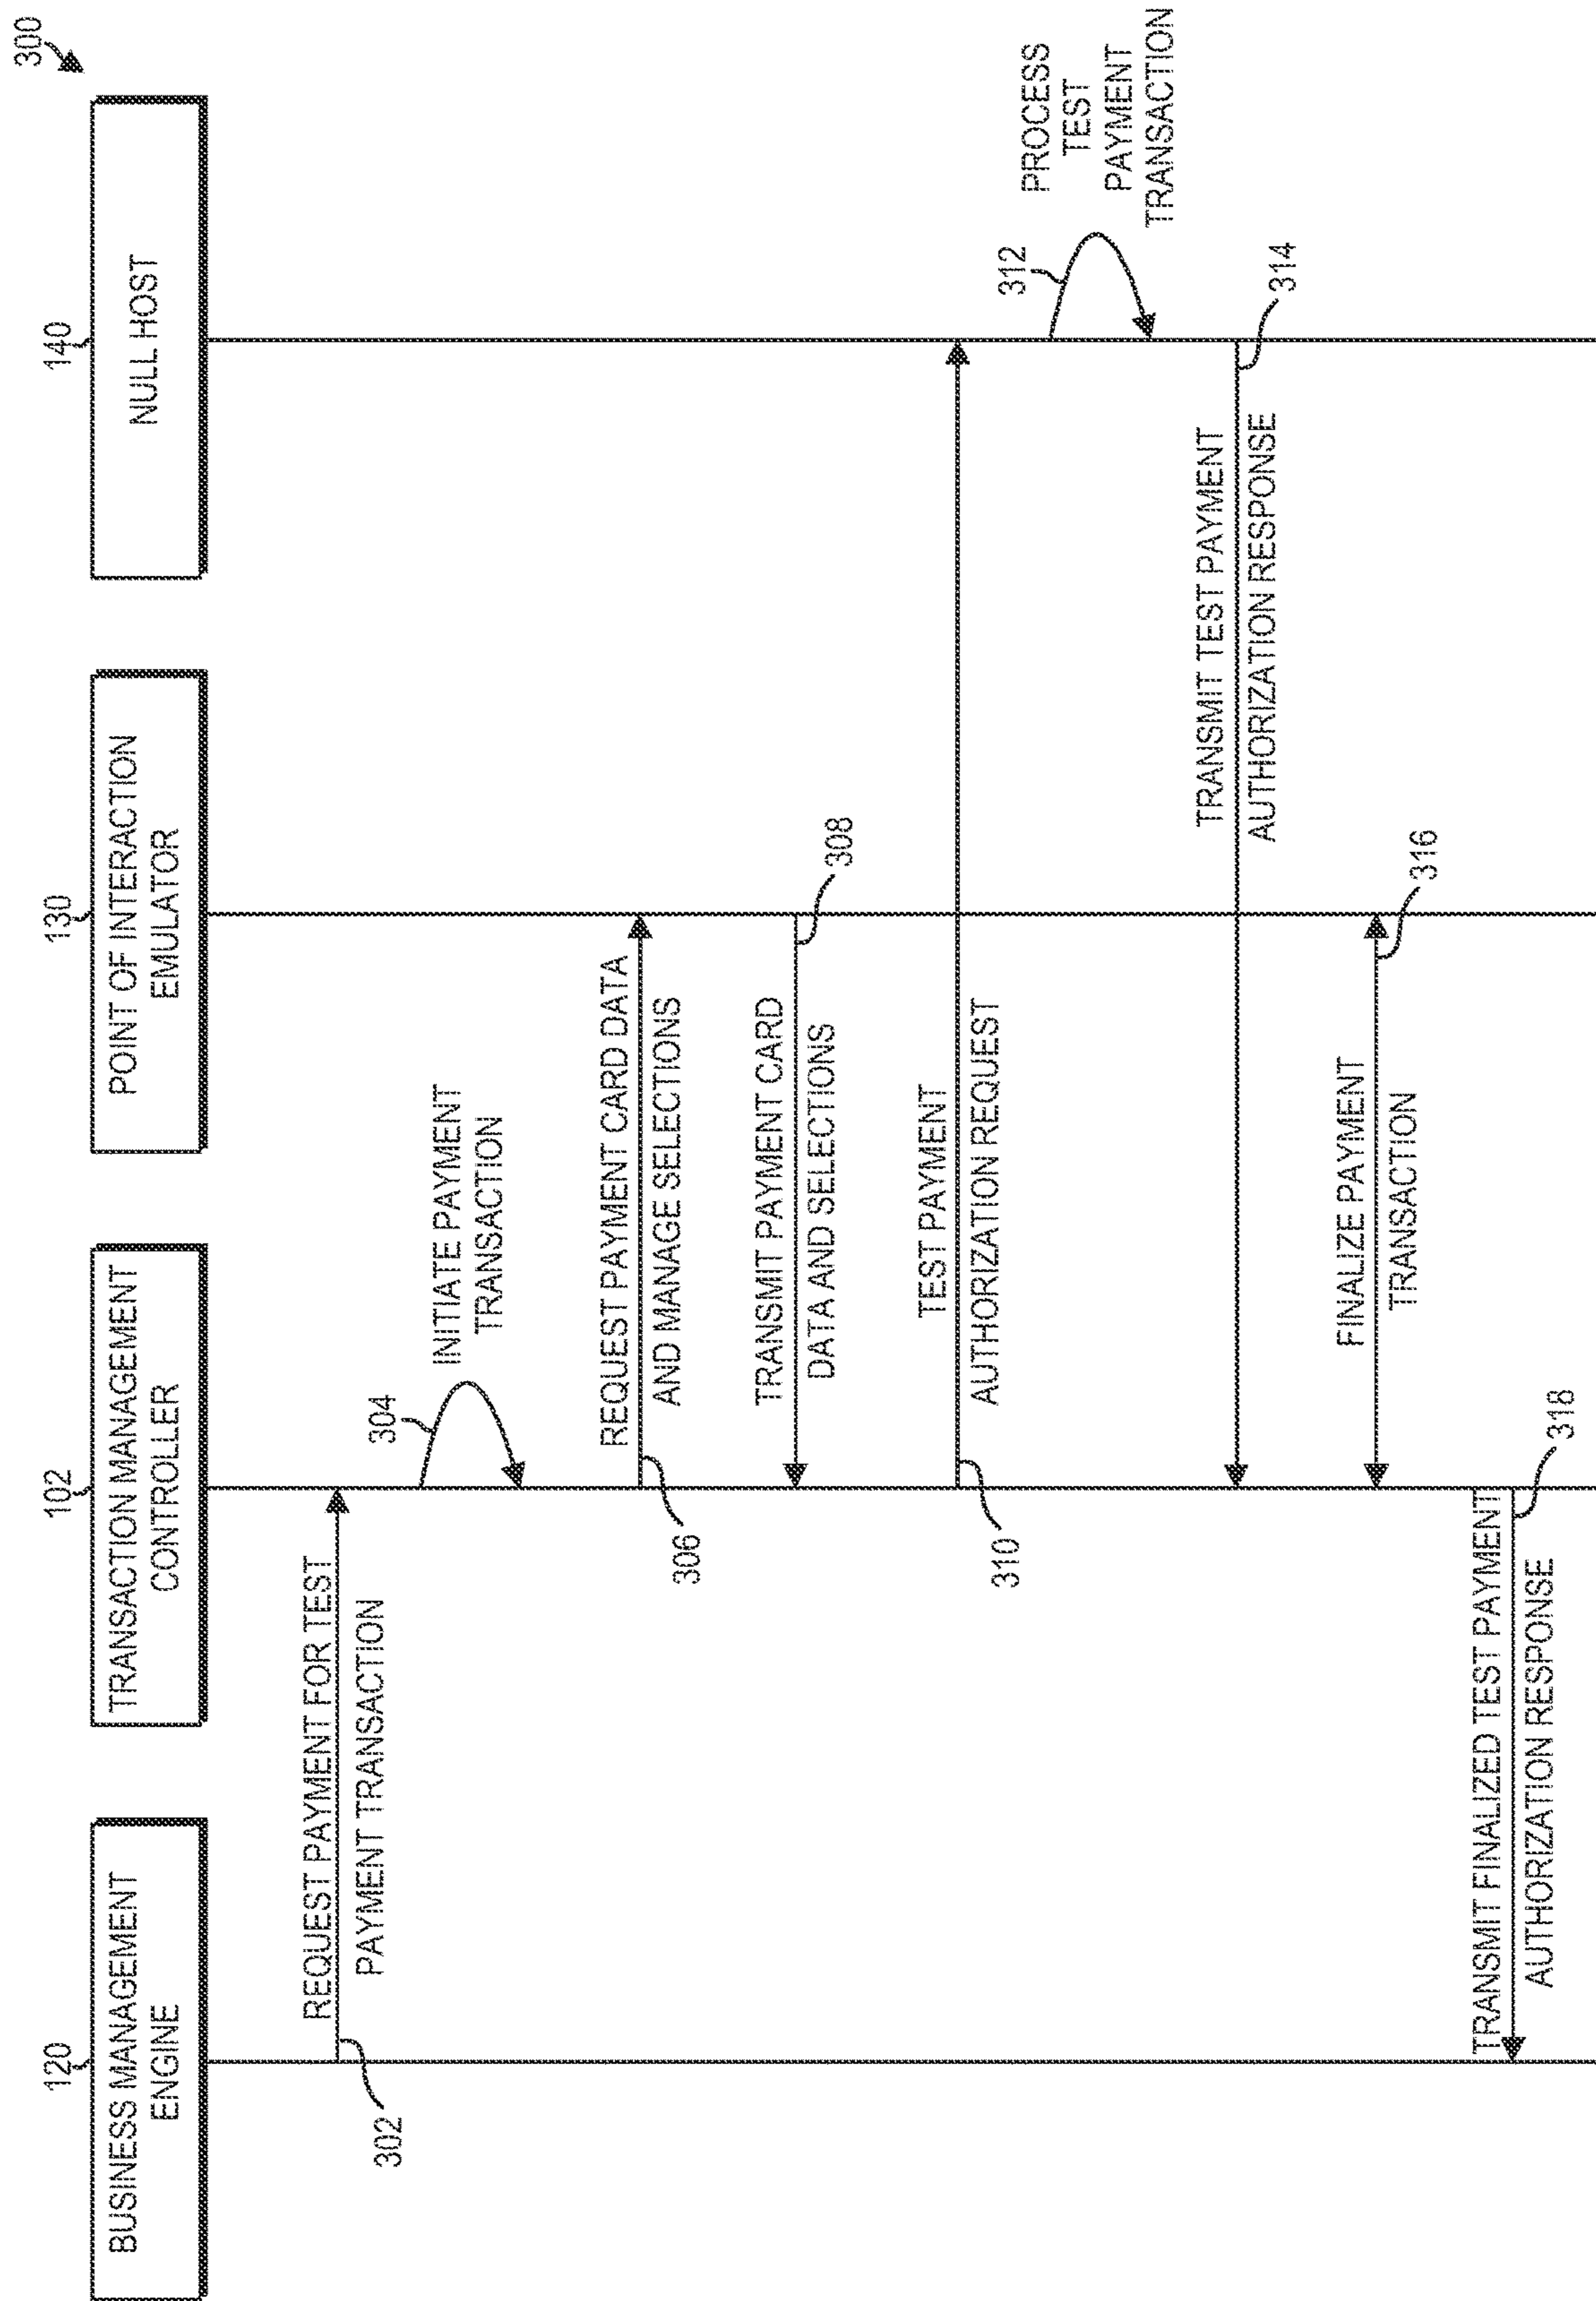 300
120
BUSINESS MANAGEMENT
ENGINE
102
TRANSACTION MANAGEMENT
CONTROLLER
130
POINT OF INTERACTION
EMULATOR
140
NULL HOST
REQUEST PAYMENT FOR TEST
PAYMENT TRANSACTION
302
304
INITIATE PAYMENT
TRANSACTION
REQUEST PAYMENT CARD DATA
AND MANAGE SELECTIONS
306
TRANSMIT PAYMENT CARD
DATA AND SELECTIONS
308
TEST PAYMENT
AUTHORIZATION REQUEST
310
312
PROCESS
TEST
PAYMENT
TRANSACTION
TRANSMIT TEST PAYMENT
AUTHORIZATION RESPONSE
314
FINALIZE PAYMENT
TRANSACTION
316
TRANSMIT FINALIZED TEST PAYMENT
AUTHORIZATION RESPONSE
318